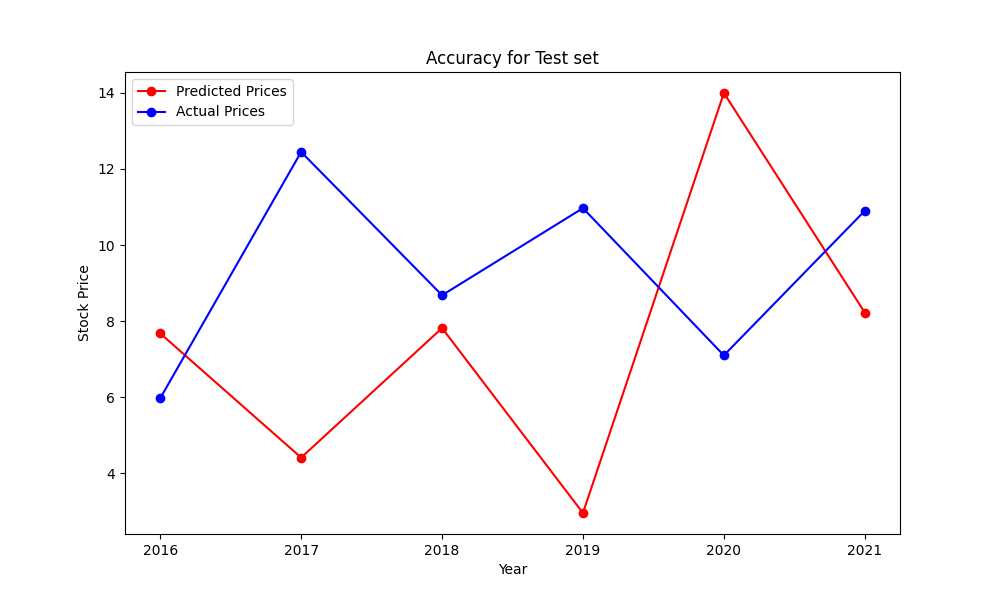 Accuracy for Test set
Predicted Prices
Actual Prices
14
12
10
8
6
4
Stock Price
2016 2017 2018 2019 2020 2021
Year